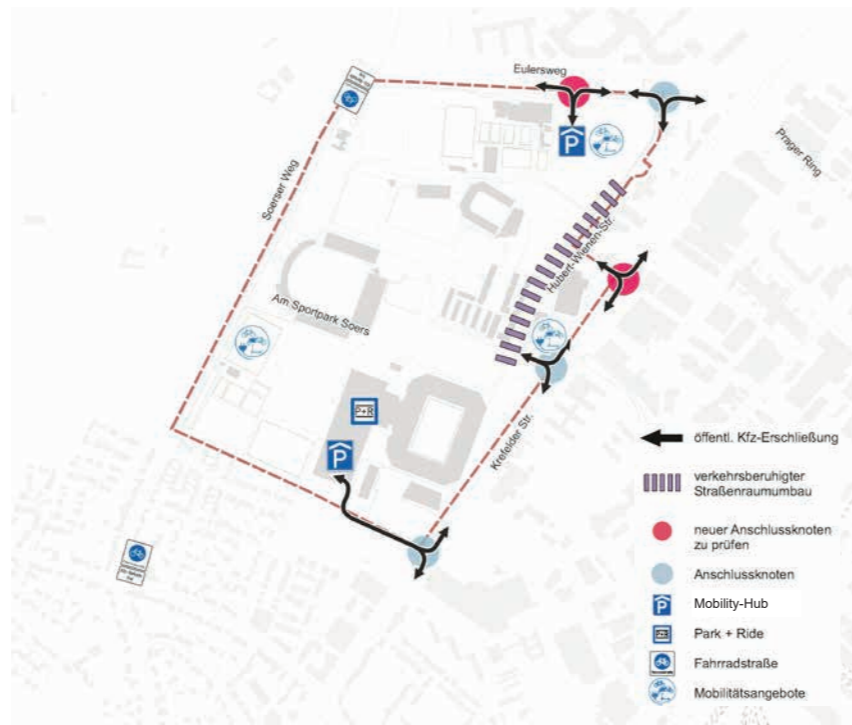 Eulersweg
Prager Ring
Soerser Weg
P
Hubert-Wienen-Str.
Am Sportpark Soers
P+R
Krefelder Str.
P
öffentl. Kfz-Erschließung
verkehrsberuhigter
Straßenraumumbau
neuer Anschlussknoten
zu prüfen
Anschlussknoten
P
Mobility-Hub
P+R
Park + Ride
Fahrradstraße
Mobilitätsangebote